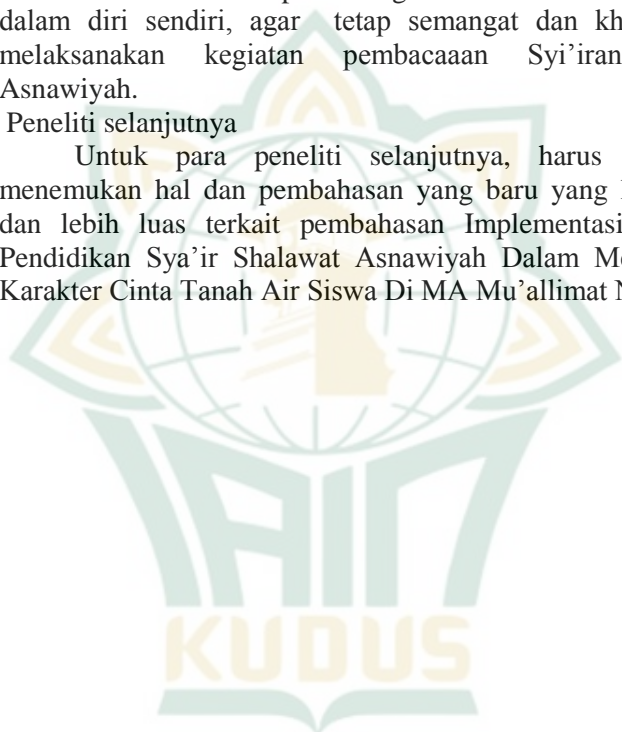 dalam diri sendiri, agar tetap semangat dan
melaksanakan kegiatan pembacaaan Syi’iran
Asnawiyah.
Peneliti selanjutnya
Untuk para peneliti selanjutnya, harus
menemukan hal dan pembahasan yang baru yang
dan lebih luas terkait pembahasan Implementasi
Pendidikan Sya’ir Shalawat Asnawiyah Dalam
Karakter Cinta Tanah Air Siswa Di MA Mu’allimat
IAIN
KUDUS